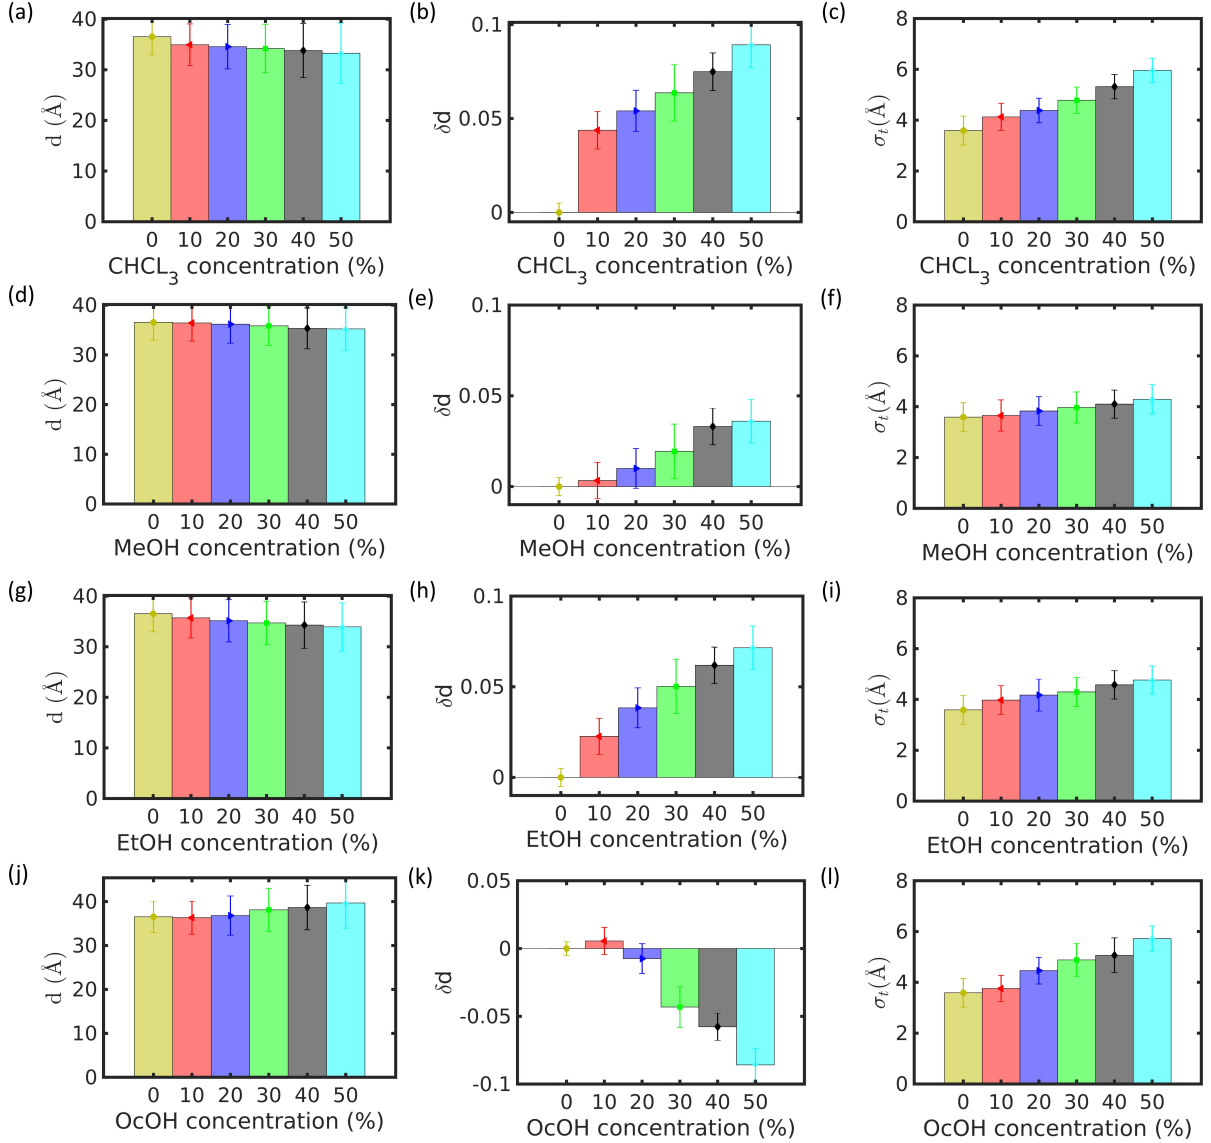 (a)
40
30
20
10
0
d (Å)
0 10 20 30 40 50
CHCL3 concentration (%)
(b)
0.1
0.05
0
δd
0 10 20 30 40 50
CHCL3 concentration (%)
(c)
8
6
4
2
0
σt(Å)
0 10 20 30 40 50
CHCL3 concentration (%)
(d)
40
30
20
10
0
d (Å)
0 10 20 30 40 50
MeOH concentration (%)
(e)
0.1
0.05
0
δd
0 10 20 30 40 50
MeOH concentration (%)
(f)
8
6
4
2
0
σt(Å)
0 10 20 30 40 50
MeOH concentration (%)
(g)
40
30
20
10
0
d (Å)
0 10 20 30 40 50
EtOH concentration (%)
(h)
0.1
0.05
0
δd
0 10 20 30 40 50
EtOH concentration (%)
(i)
8
6
4
2
0
σt(Å)
0 10 20 30 40 50
EtOH concentration (%)
(j)
40
30
20
10
0
d (Å)
0 10 20 30 40 50
OcOH concentration (%)
(k)
0.05
0
-0.05
-0.1
δd
0 10 20 30 40 50
OcOH concentration (%)
(l)
8
6
4
2
0
σt(Å)
0 10 20 30 40 50
OcOH concentration (%)